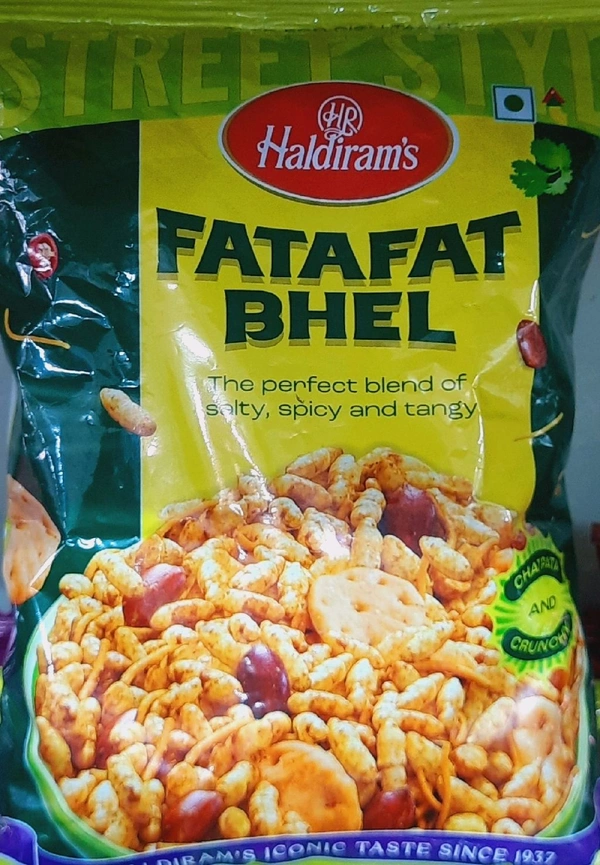 STREET STYL
HR
Haldiram's
FATAFAT
BHEL
The perfect blend of
salty, spicy and tangy
CHATPATA
AND
CRUNCHY
LDIRAM'S ICONIC TASTE SINCE 1937